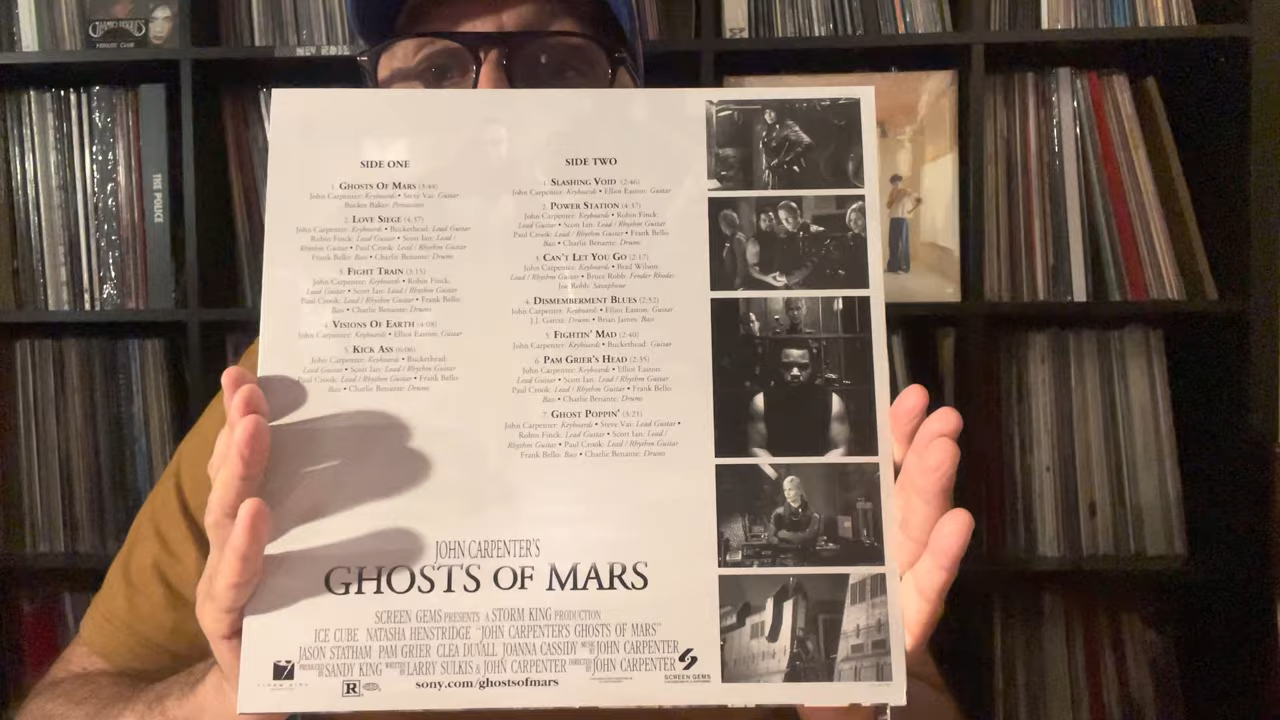 THE POLICE
SIDE ONE
1. GHOSTS OF MARS (3:44)
John Carpenter: Keyboards • Steve Vai: Guitar
Bucket Baker: Percussion
2. LOVE SIEGE (4:37)
John Carpenter: Keyboards • Buckethead: Lead Guitar
Robin Finck: Lead Guitar • Scott Ian: Lead /
Rhythm Guitar • Paul Crook: Lead / Rhythm Guitar
Frank Bello: Bass • Charlie Benante: Drums
3. FIGHT TRAIN (3:15)
John Carpenter: Keyboards • Robin Finck:
Lead Guitar • Scott Ian: Lead / Rhythm Guitar
Paul Crook: Lead / Rhythm Guitar • Frank Bello:
Bass • Charlie Benante: Drums
4. VISIONS OF EARTH (4:08)
John Carpenter: Keyboards • Elliot Easton: Guitar
5. KICK ASS (6:06)
John Carpenter: Keyboards • Buckethead:
Lead Guitar • Scott Ian: Lead / Rhythm Guitar
Paul Crook: Lead / Rhythm Guitar • Frank Bello:
Bass • Charlie Benante: Drums
SIDE TWO
1. SLASHING VOID (2:46)
John Carpenter: Keyboards • Elliot Easton: Guitar
2. POWER STATION (4:37)
John Carpenter: Keyboards • Robin Finck:
Lead Guitar • Scott Ian: Lead / Rhythm Guitar
Paul Crook: Lead / Rhythm Guitar • Frank Bello:
Bass • Charlie Benante: Drums
3. CAN'T LET YOU GO (2:17)
John Carpenter: Keyboards • Brad Wilson:
Lead / Rhythm Guitar • Bruce Robb: Fender Rhodes
Joe Robb: Saxophone
4. DISMEMBERMENT BLUES (2:52)
John Carpenter: Keyboards • Elliot Easton: Guitar
J.J. Garcia: Drums • Brian James: Bass
5. FIGHTIN' MAD (2:40)
John Carpenter: Keyboards • Buckethead: Guitar
6. PAM GRIER'S HEAD (2:35)
John Carpenter: Keyboards • Elliot Easton:
Lead Guitar • Scott Ian: Lead / Rhythm Guitar
Paul Crook: Lead / Rhythm Guitar • Frank Bello:
Bass • Charlie Benante: Drums
7. GHOST POPPIN' (3:21)
John Carpenter: Keyboards • Steve Vai: Lead Guitar •
Robin Finck: Lead Guitar • Scott Ian: Lead /
Rhythm Guitar • Paul Crook: Lead / Rhythm Guitar
Frank Bello: Bass • Charlie Benante: Drums
JOHN CARPENTER'S
GHOSTS OF MARS
SCREEN GEMS PRESENTS A STORM KING PRODUCTION
ICE CUBE NATASHA HENSTRIDGE "JOHN CARPENTER'S GHOSTS OF MARS"
JASON STATHAM PAM GRIER CLEA DUVALL JOANNA CASSIDY MUSIC BY JOHN CARPENTER
PRODUCED BY SANDY KING WRITTEN BY LARRY SULKIS & JOHN CARPENTER DIRECTED BY JOHN CARPENTER
STORM KING
R
sony.com/ghostsofmars
SCREEN GEMS